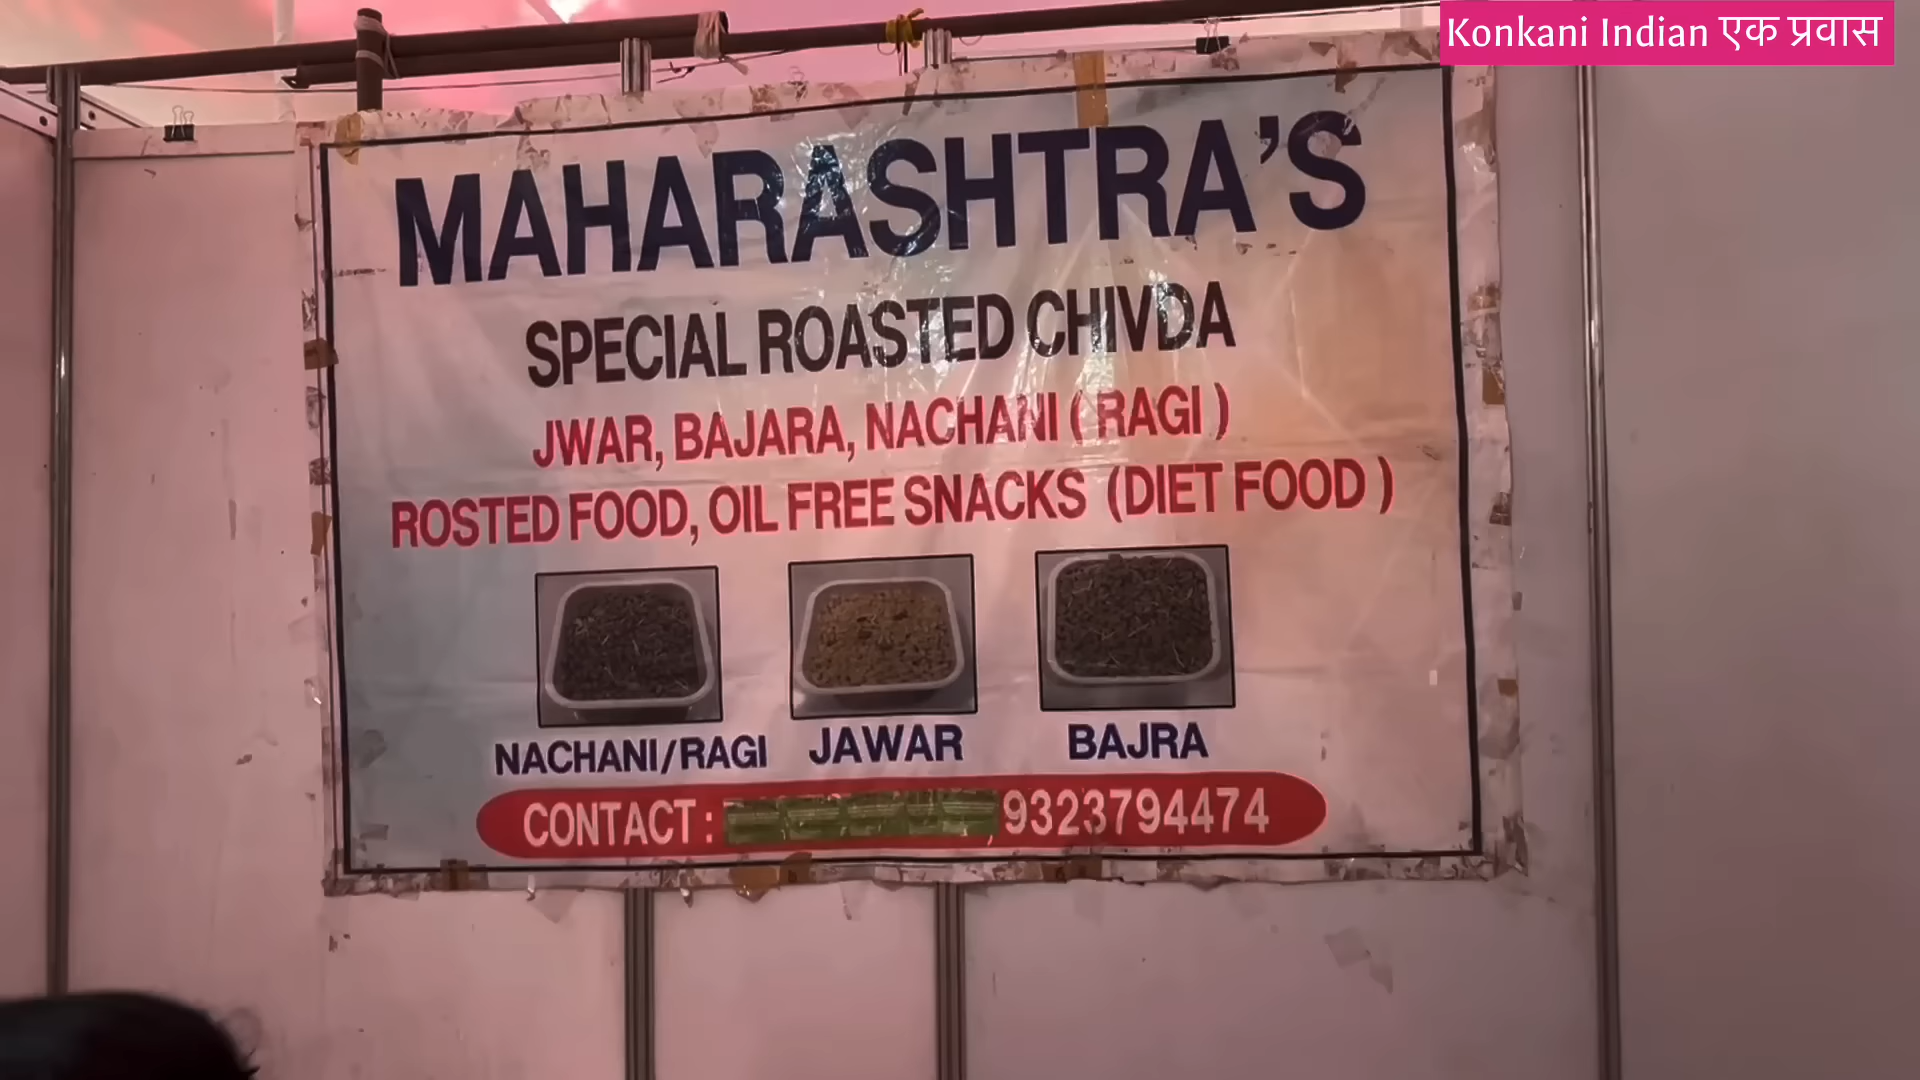 Konkani Indian एक प्रवास
MAHARASHTRA'S
SPECIAL ROASTED CHIVDA
JWAR, BAJARA, NACHANI ( RAGI )
ROSTED FOOD, OIL FREE SNACKS (DIET FOOD )
NACHANI/RAGI JAWAR BAJRA
CONTACT : , 9323794474